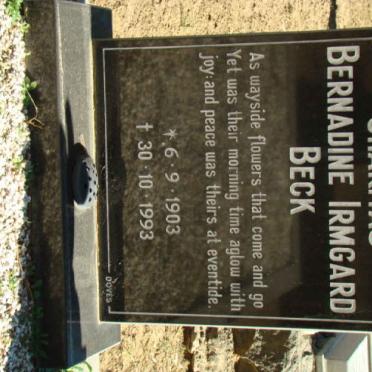 BERNADINE IRMGARD
BECK
As wayside flowers that come and go
Yet was their morning time aglow with
joy: and peace was theirs at eventide.
* 6 · 9 · 1903
† 30 · 10 · 1993
DOVES